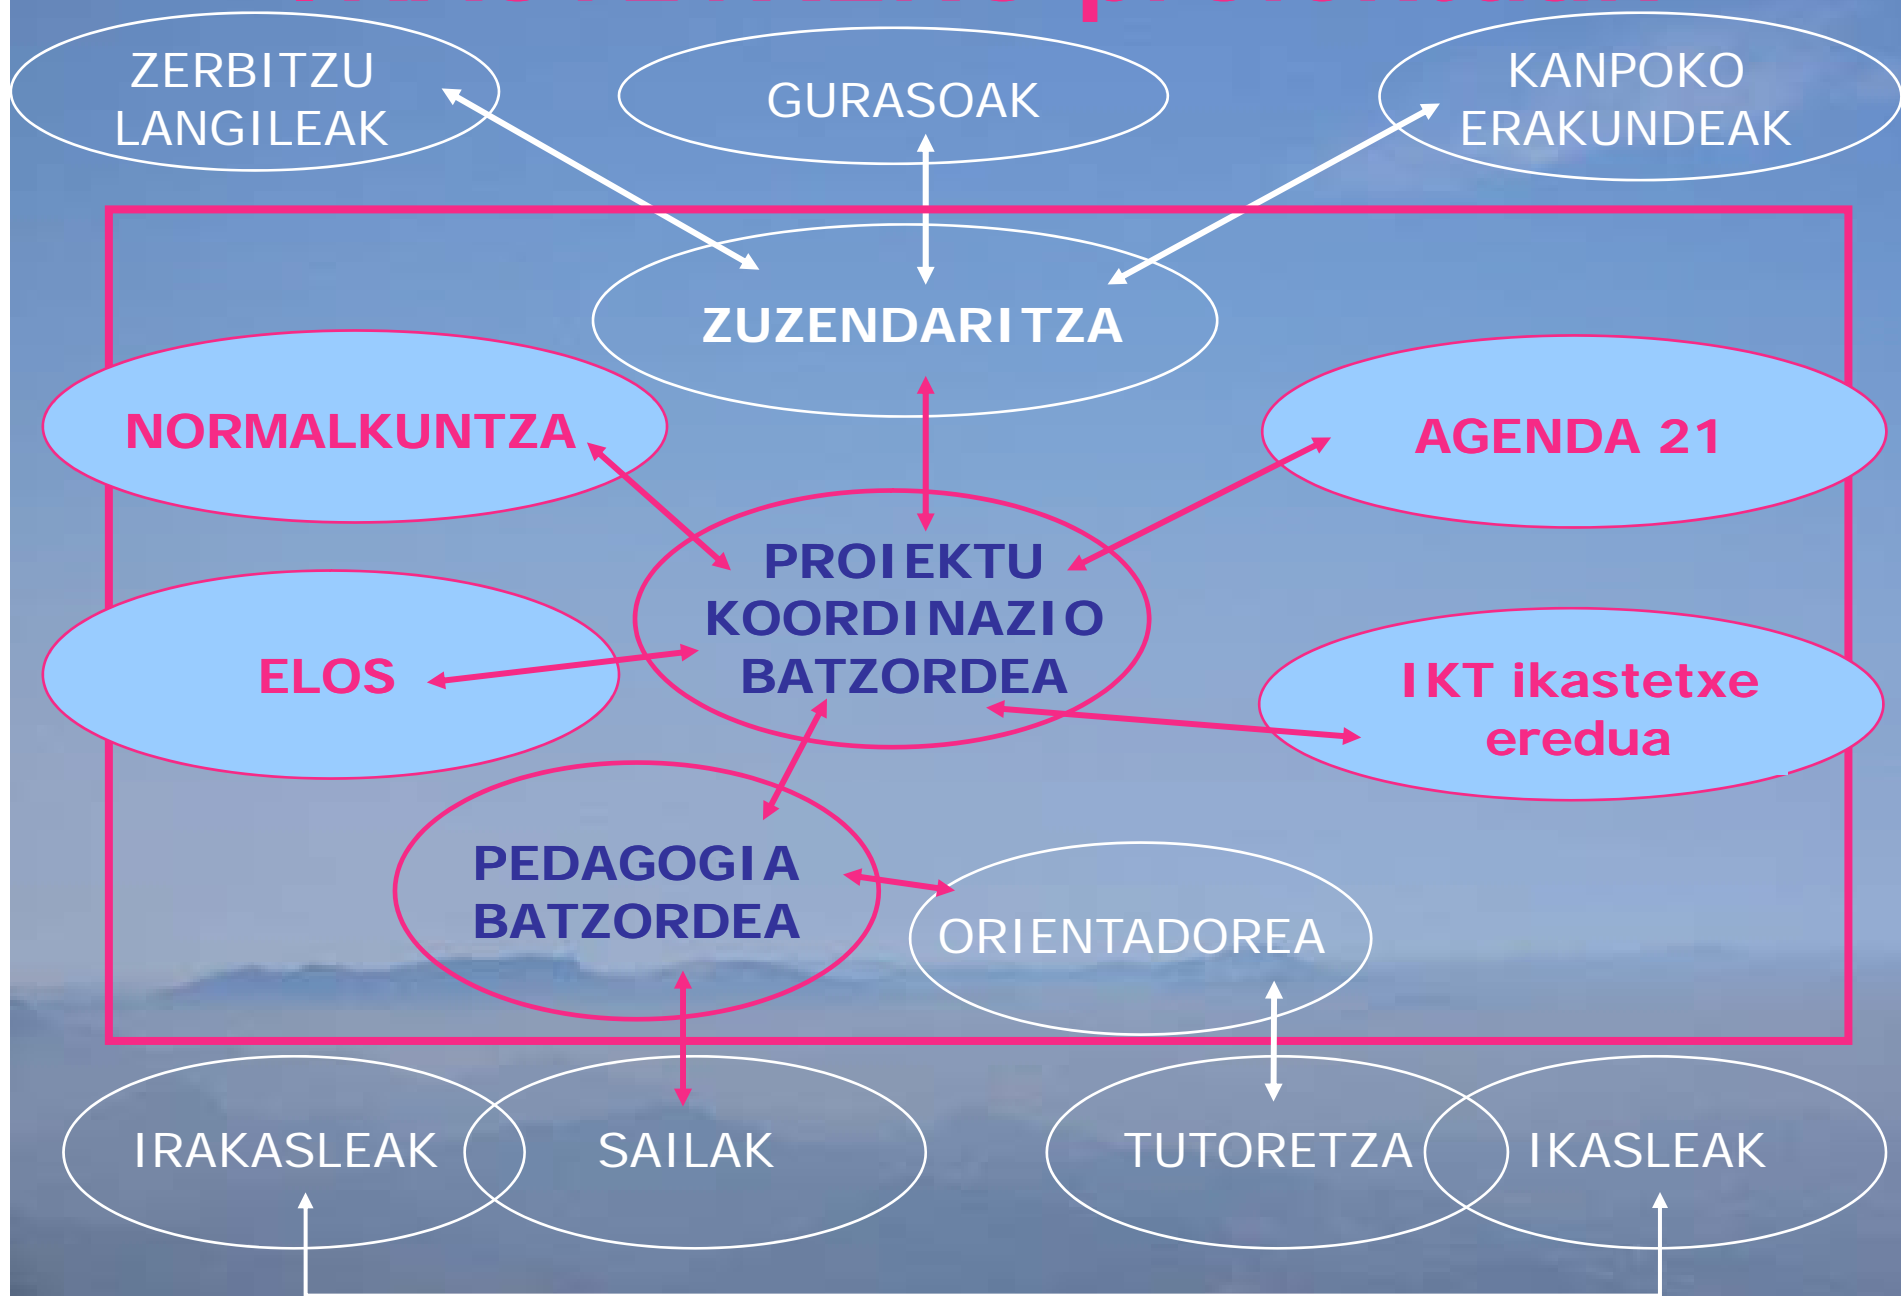 ZERBITZU
LANGILEAK
GURASOAK
KANPOKO
ERAKUNDEAK
ZUZENDARITZA
NORMALKUNTZA
AGENDA 21
PROIEKTU
KOORDINAZIO
BATZORDEA
ELOS
IKT ikastetxe
eredua
PEDAGOGIA
BATZORDEA
ORIENTADOREA
IRAKASLEAK
SAILAK
TUTORETZA
IKASLEAK